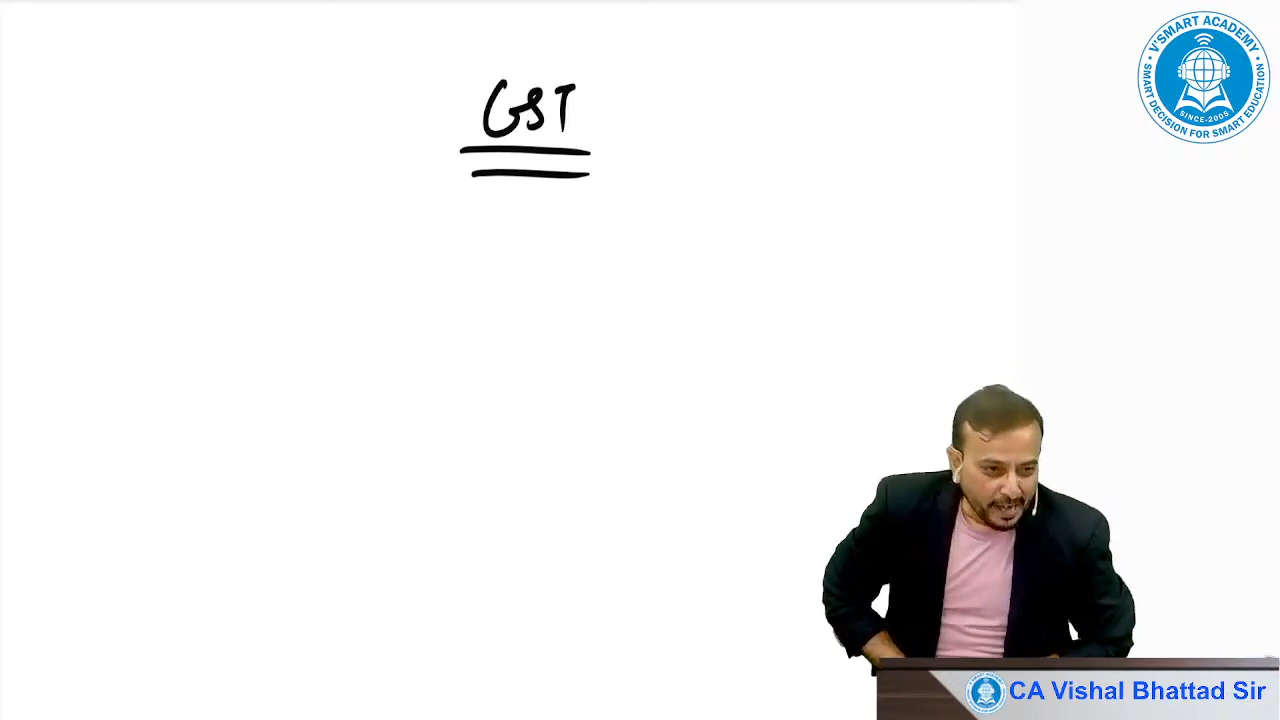 GST
V'SMART ACADEMY
SMART DECISION FOR SMART EDUCATION
SINCE-2005
CA Vishal Bhattad Sir